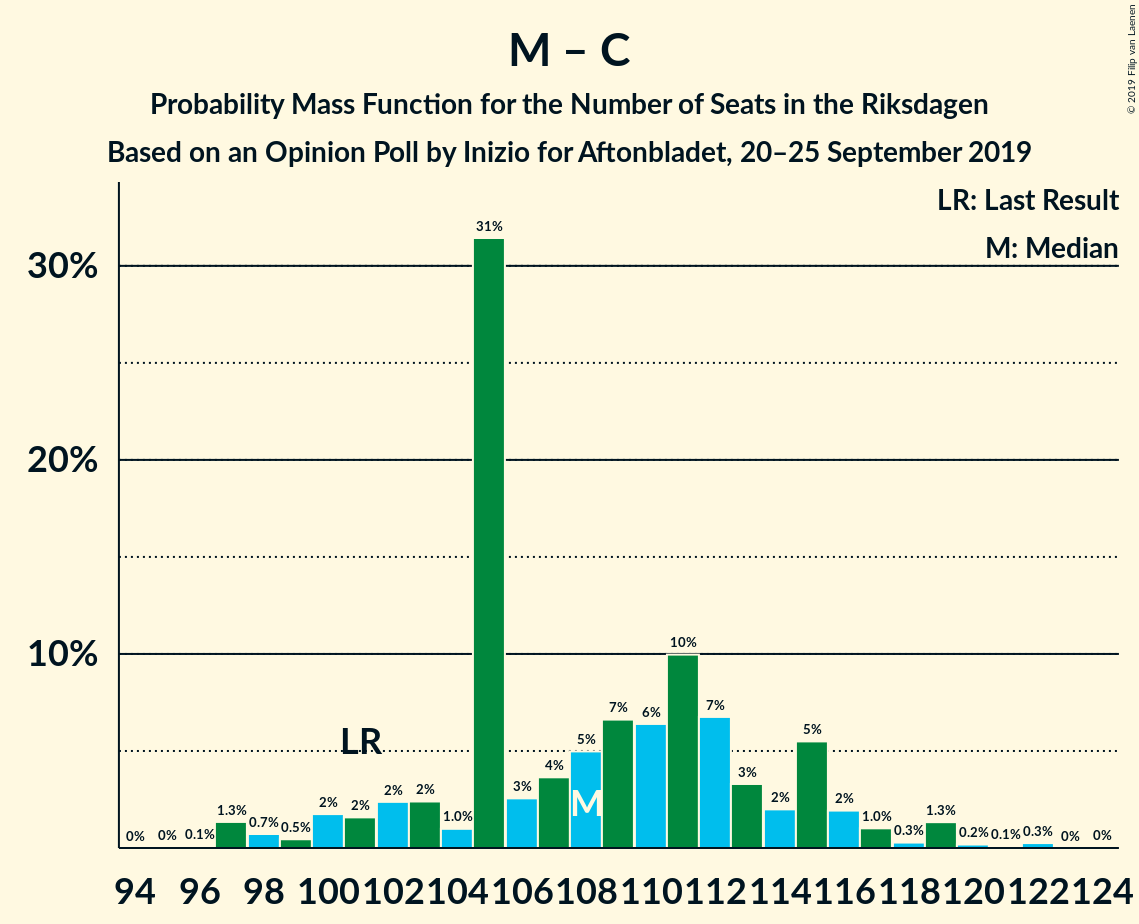 M – C
Probability Mass Function for the Number of Seats in the Riksdagen
Based on an Opinion Poll by Inizio for Aftonbladet, 20–25 September 2019
© 2019 Filip van Laenen
LR: Last Result
M: Median
30%
20%
10%
0% 0% 0.1% 1.3% 0.7% 0.5% 2% 2% 2% 2% 1.0% 31% 3% 4% 5% 7% 6% 10% 7% 3% 2% 5% 2% 1.0% 0.3% 1.3% 0.2% 0.1% 0.3% 0% 0%
LR
M
94 96 98 100 102 104 106 108 110 112 114 116 118 120 122 124